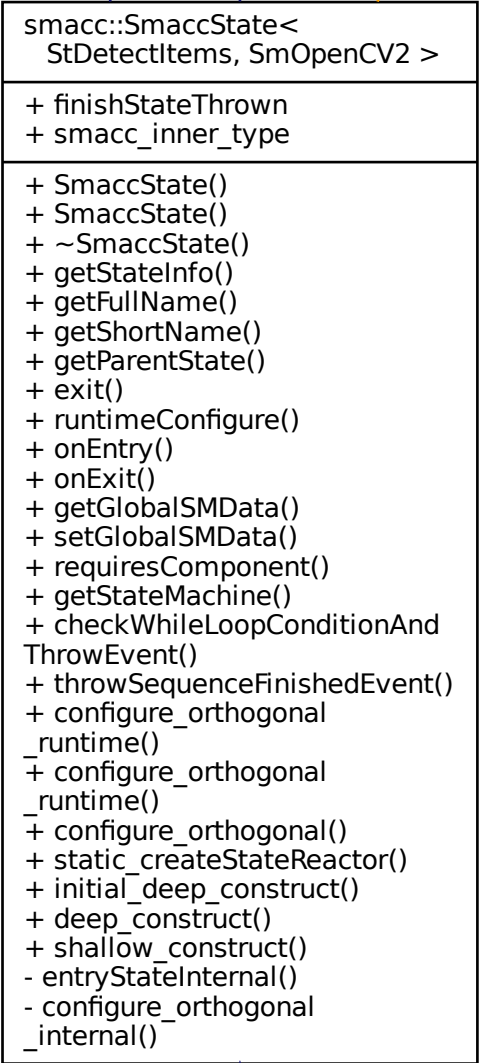 smacc::SmaccState<
StDetectItems, SmOpenCV2 >
+ finishStateThrown
+ smacc_inner_type
+ SmaccState()
+ SmaccState()
+ ~SmaccState()
+ getStateInfo()
+ getFullName()
+ getShortName()
+ getParentState()
+ exit()
+ runtimeConfigure()
+ onEntry()
+ onExit()
+ getGlobalSMData()
+ setGlobalSMData()
+ requiresComponent()
+ getStateMachine()
+ checkWhileLoopConditionAnd
ThrowEvent()
+ throwSequenceFinishedEvent()
+ configure_orthogonal
_runtime()
+ configure_orthogonal
_runtime()
+ configure_orthogonal()
+ static_createStateReactor()
+ initial_deep_construct()
+ deep_construct()
+ shallow_construct()
- entryStateInternal()
- configure_orthogonal
_internal()